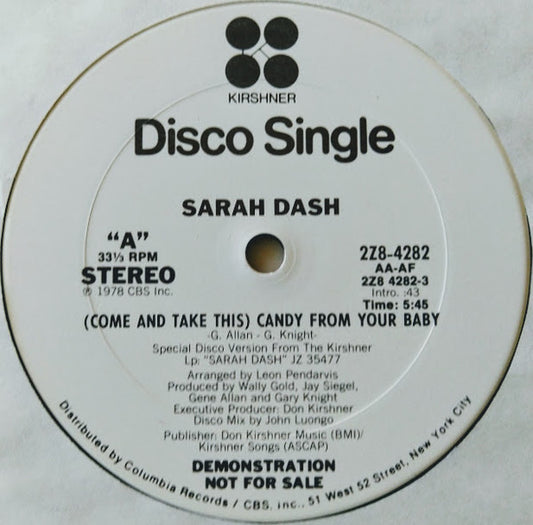 KIRSHNER
Disco Single
SARAH DASH
"A"
33⅓ RPM
STEREO
℗ 1978 CBS Inc.
2Z8-4282
AA-AF
2Z8 4282-3
Intro. :43
Time: 5:45
(COME AND TAKE THIS) CANDY FROM YOUR BABY
-G. Allan - G. Knight-
Special Disco Version From The Kirshner
Lp: "SARAH DASH" JZ 35477
Arranged by Leon Pendarvis
Produced by Wally Gold, Jay Siegel,
Gene Allan and Gary Knight
Executive Producer: Don Kirshner
Disco Mix by John Luongo
Publisher: Don Kirshner Music (BMI)/
Kirshner Songs (ASCAP)
DEMONSTRATION
NOT FOR SALE
Distributed by Columbia Records / CBS, Inc., 51 West 52 Street, New York City